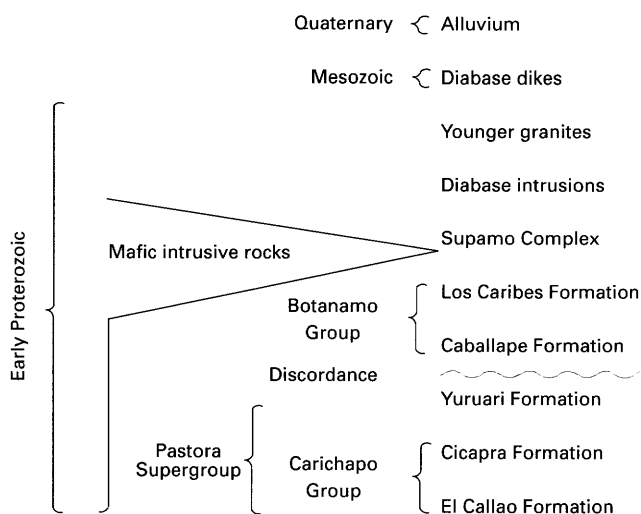 Quaternary { Alluvium
Mesozoic { Diabase dikes
Younger granites
Diabase intrusions
Mafic intrusive rocks Supamo Complex
Early Proterozoic
Botanamo
Group
Los Caribes Formation
Caballape Formation
Discordance
Yuruari Formation
Pastora
Supergroup
Carichapo
Group
Cicapra Formation
El Callao Formation